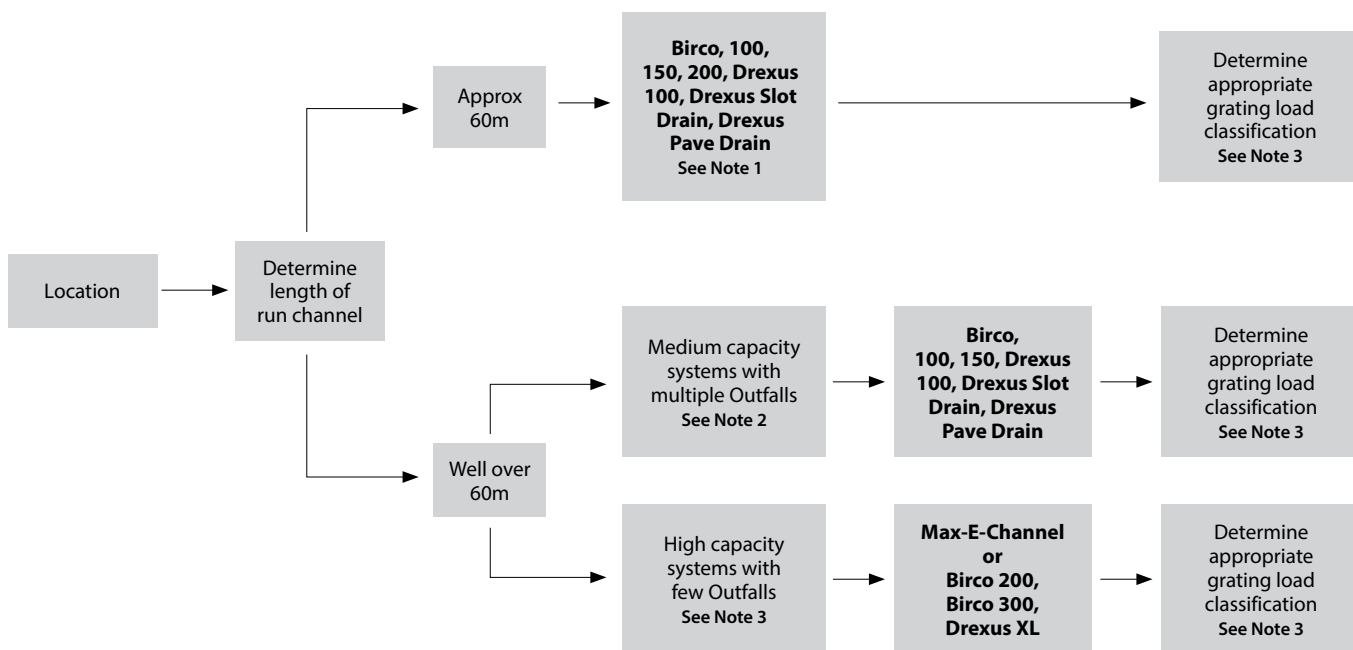 Location
Determine
length of
run channel
Approx
60m
Birco, 100,
150, 200, Drexus
100, Drexus Slot
Drain, Drexus
Pave Drain
See Note 1
Determine
appropriate
grating load
classification
See Note 3
Well over
60m
Medium capacity
systems with
multiple Outfalls
See Note 2
Birco,
100, 150, Drexus
100, Drexus Slot
Drain, Drexus
Pave Drain
Determine
appropriate
grating load
classification
See Note 3
High capacity
systems with
few Outfalls
See Note 3
Max-E-Channel
or
Birco 200,
Birco 300,
Drexus XL
Determine
appropriate
grating load
classification
See Note 3